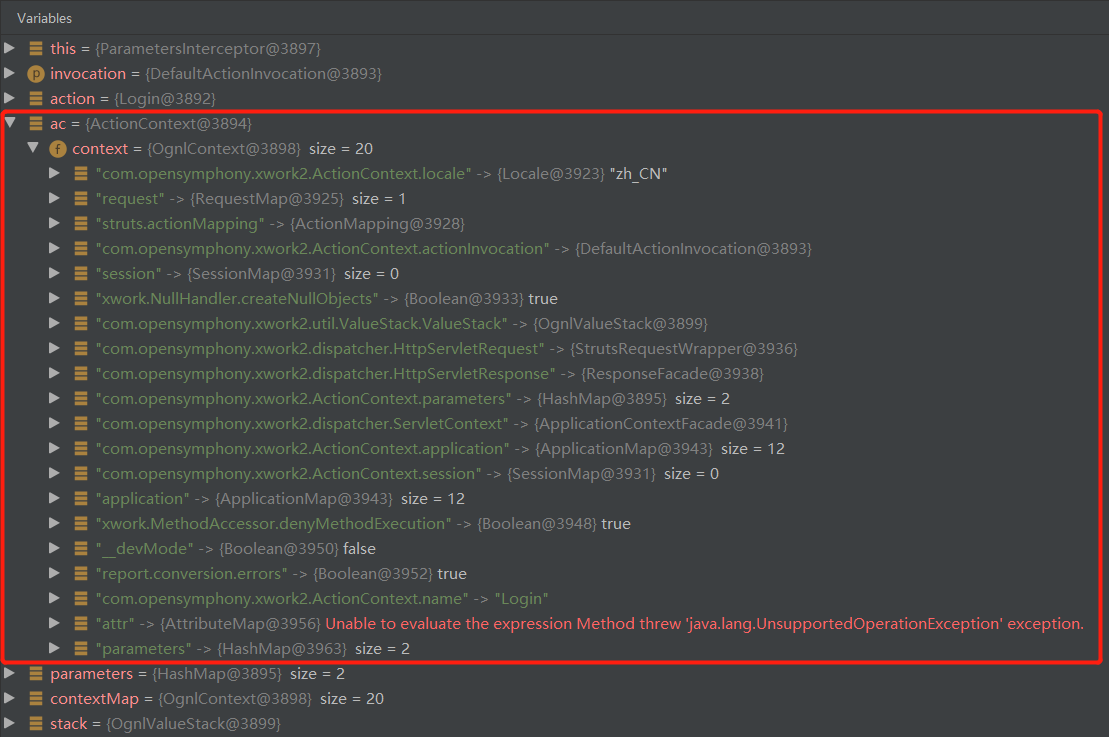 Variables
this = {ParametersInterceptor@3897}
p invocation = {DefaultActionInvocation@3893}
action = {Login@3892}
ac = {ActionContext@3894}
f context = {OgnlContext@3898} size = 20
"com.opensymphony.xwork2.ActionContext.locale" -> {Locale@3923} "zh_CN"
"request" -> {RequestMap@3925} size = 1
"struts.actionMapping" -> {ActionMapping@3928}
"com.opensymphony.xwork2.ActionContext.actionInvocation" -> {DefaultActionInvocation@3893}
"session" -> {SessionMap@3931} size = 0
"xwork.NullHandler.createNullObjects" -> {Boolean@3933} true
"com.opensymphony.xwork2.util.ValueStack.ValueStack" -> {OgnlValueStack@3899}
"com.opensymphony.xwork2.dispatcher.HttpServletRequest" -> {StrutsRequestWrapper@3936}
"com.opensymphony.xwork2.dispatcher.HttpServletResponse" -> {ResponseFacade@3938}
"com.opensymphony.xwork2.ActionContext.parameters" -> {HashMap@3895} size = 2
"com.opensymphony.xwork2.dispatcher.ServletContext" -> {ApplicationContextFacade@3941}
"com.opensymphony.xwork2.ActionContext.application" -> {ApplicationMap@3943} size = 12
"com.opensymphony.xwork2.ActionContext.session" -> {SessionMap@3931} size = 0
"application" -> {ApplicationMap@3943} size = 12
"xwork.MethodAccessor.denyMethodExecution" -> {Boolean@3948} true
"__devMode" -> {Boolean@3950} false
"report.conversion.errors" -> {Boolean@3952} true
"com.opensymphony.xwork2.ActionContext.name" -> "Login"
"attr" -> {AttributeMap@3956} Unable to evaluate the expression Method threw 'java.lang.UnsupportedOperationException' exception.
"parameters" -> {HashMap@3963} size = 2
parameters = {HashMap@3895} size = 2
contextMap = {OgnlContext@3898} size = 20
stack = {OgnlValueStack@3899}